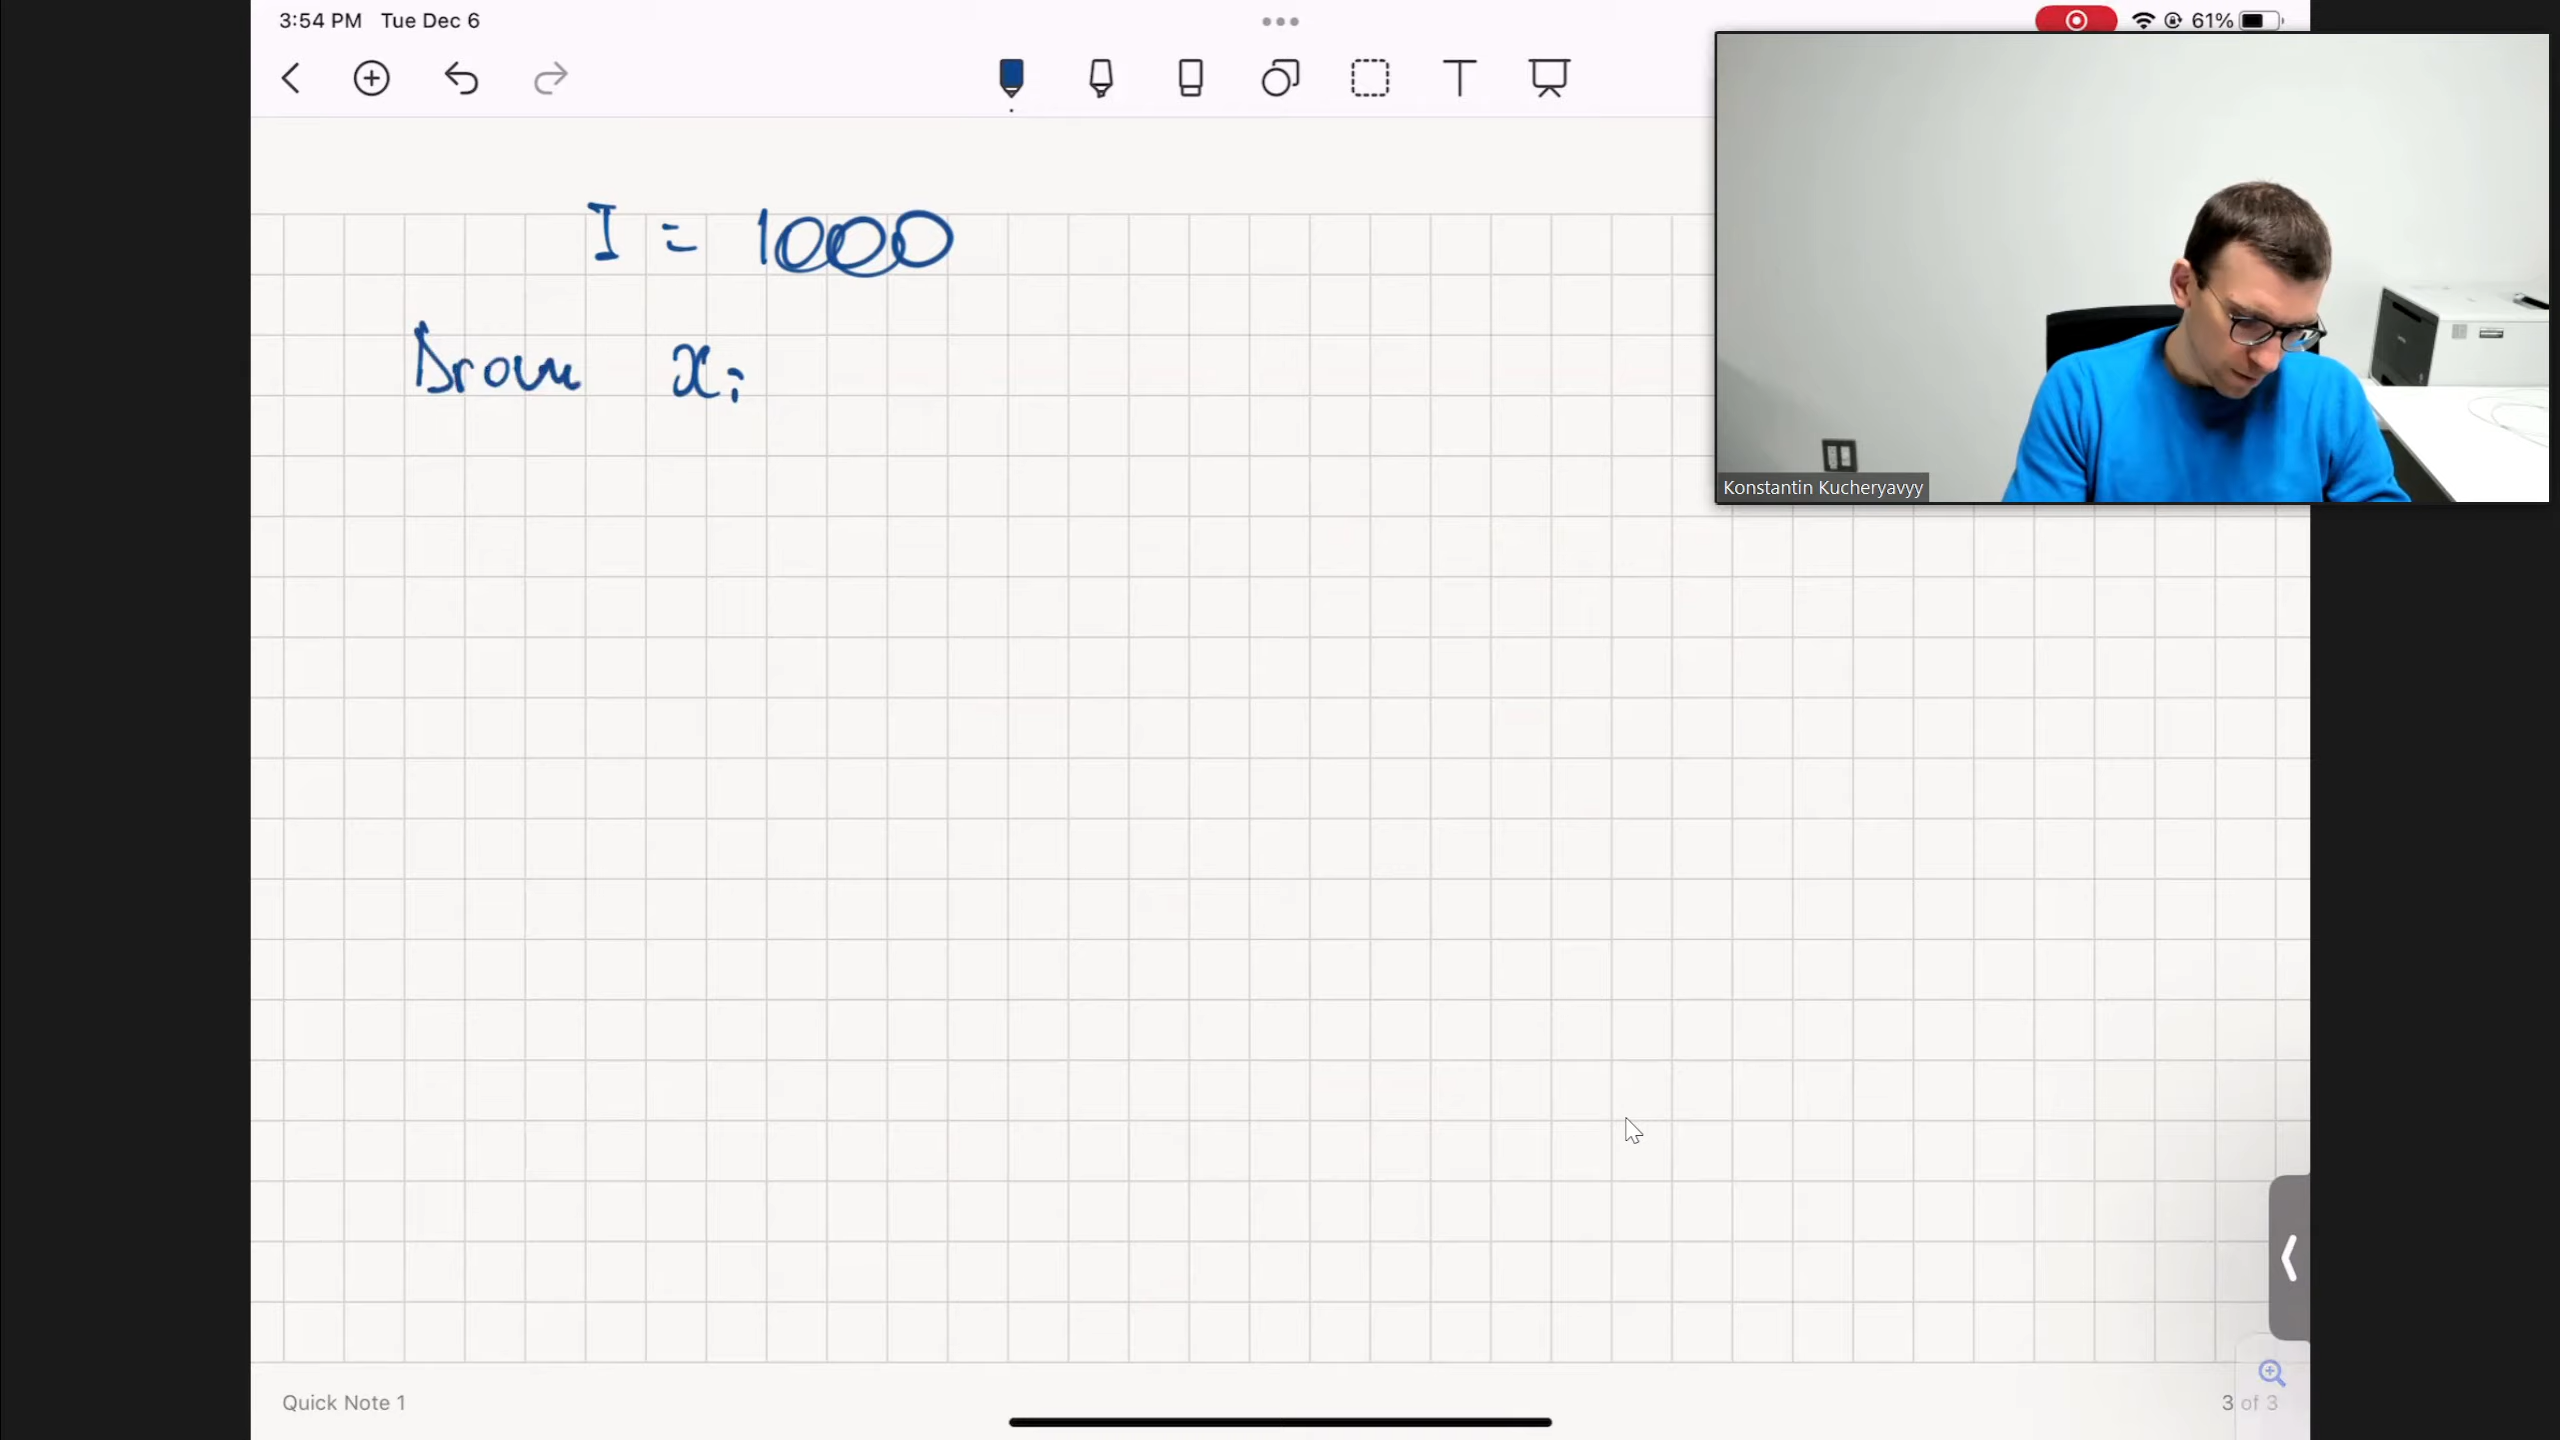 3:54 PM Tue Dec 6
61%
I = 1000
Draw xᵢ
Konstantin Kucheryavyy
Quick Note 1
3 of 3